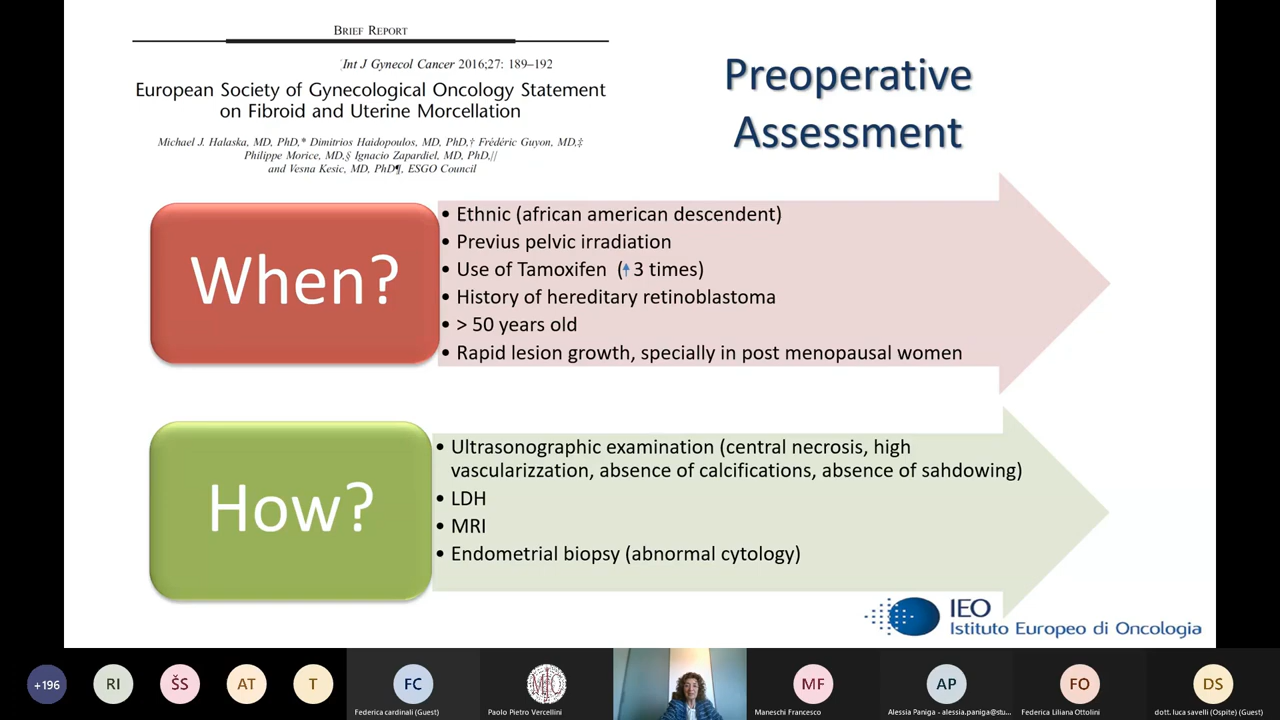 BRIEF REPORT
Int J Gynecol Cancer 2016;27: 189–192
European Society of Gynecological Oncology Statement
on Fibroid and Uterine Morcellation
Michael J. Halaska, MD, PhD,* Dimitrios Haidopoulos, MD, PhD,† Frédéric Guyon, MD,‡
Philippe Morice, MD,§ Ignacio Zapardiel, MD, PhD,||
and Vesna Kesic, MD, PhD¶, ESGO Council
Preoperative
Assessment
When?
• Ethnic (african american descendent)
• Previus pelvic irradiation
• Use of Tamoxifen (↑3 times)
• History of hereditary retinoblastoma
• > 50 years old
• Rapid lesion growth, specially in post menopausal women
How?
• Ultrasonographic examination (central necrosis, high
vascularizzation, absence of calcifications, absence of sahdowing)
• LDH
• MRI
• Endometrial biopsy (abnormal cytology)
IEO
Istituto Europeo di Oncologia
+196
RI
ŠS
AT
T
FC
Federica cardinali (Guest)
Paolo Pietro Vercellini
MF
Maneschi Francesco
AP
Alessia Paniga - alessia.paniga@stu...
FO
Federica Liliana Ottolini
DS
dott. luca savelli (Ospite) (Guest)